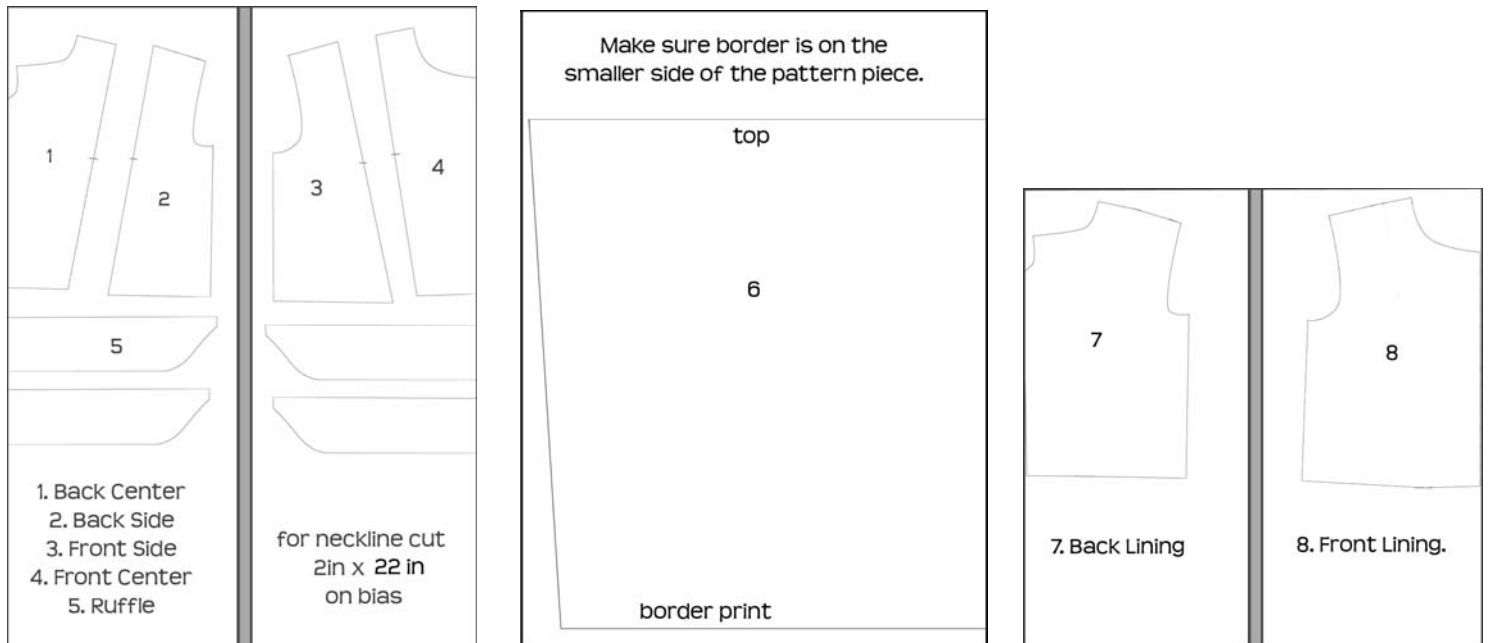 1
2
3
4
5
1. Back Center
2. Back Side
3. Front Side
4. Front Center
5. Ruffle
for neckline cut
2in x 22 in
on bias
Make sure border is on the
smaller side of the pattern piece.
top
6
border print
7
8
7. Back Lining
8. Front Lining.